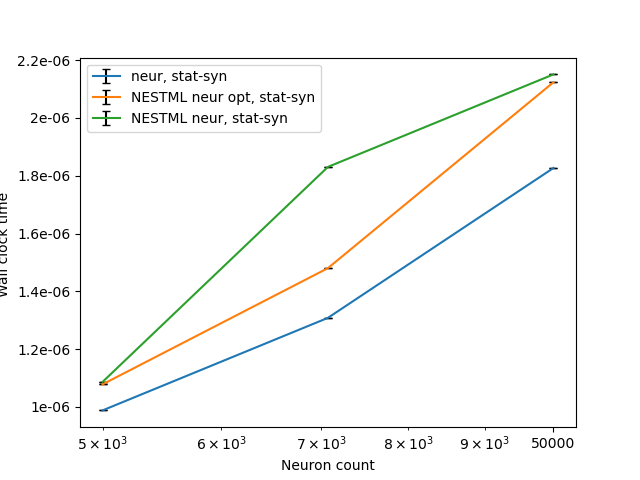 2.2e-06
2e-06
1.8e-06
1.6e-06
1.4e-06
1.2e-06
1e-06
Wall clock time
neur, stat-syn
NESTML neur opt, stat-syn
NESTML neur, stat-syn
5 × 10³ 6 × 10³ 7 × 10³ 8 × 10³ 9 × 10³ 50000
Neuron count